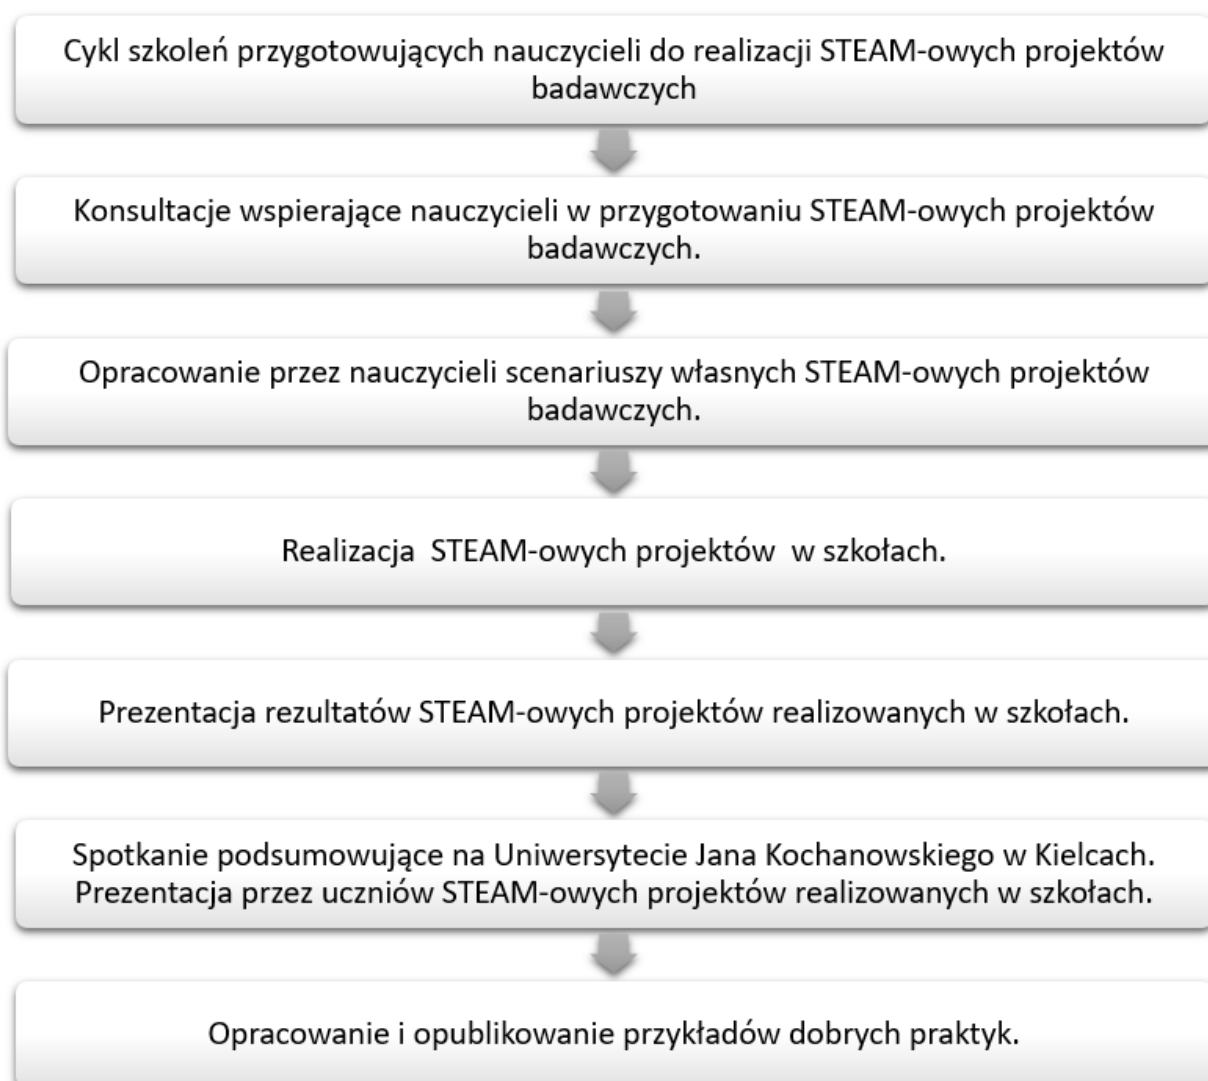 Cykl szkoleń przygotowujących nauczycieli do realizacji STEAM-owych projektów
badawczych
Konsultacje wspierające nauczycieli w przygotowaniu STEAM-owych projektów
badawczych.
Opracowanie przez nauczycieli scenariuszy własnych STEAM-owych projektów
badawczych.
Realizacja  STEAM-owych projektów  w szkołach.
Prezentacja rezultatów STEAM-owych projektów realizowanych w szkołach.
Spotkanie podsumowujące na Uniwersytecie Jana Kochanowskiego w Kielcach.
Prezentacja przez uczniów STEAM-owych projektów realizowanych w szkołach.
Opracowanie i opublikowanie przykładów dobrych praktyk.